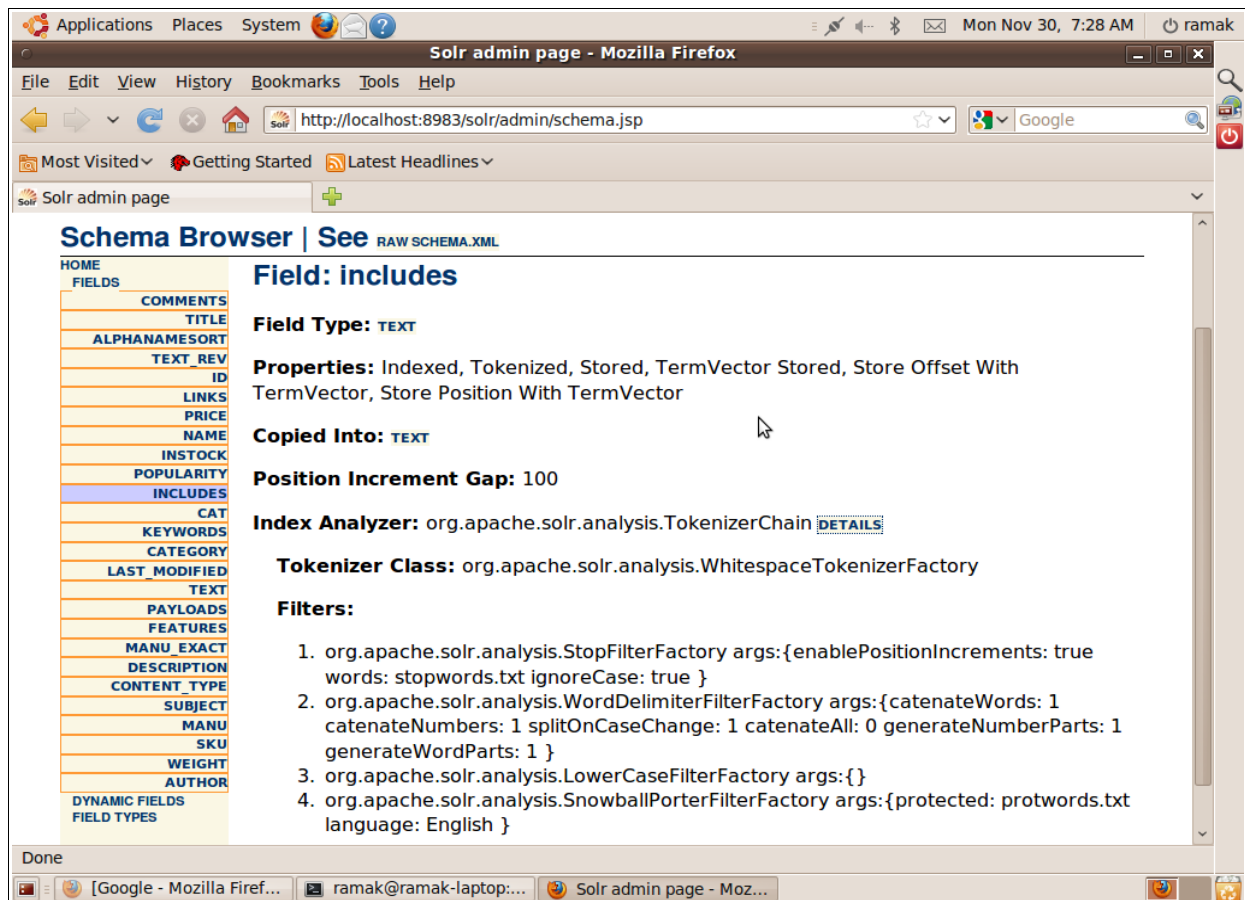 Applications Places System Mon Nov 30, 7:28 AM ramak
Solr admin page - Mozilla Firefox
File Edit View History Bookmarks Tools Help
Solr http://localhost:8983/solr/admin/schema.jsp Google
Most Visited Getting Started Latest Headlines
Solr Solr admin page
Schema Browser | See RAW SCHEMA.XML
HOME
FIELDS
COMMENTS
TITLE
ALPHANAMESORT
TEXT_REV
ID
LINKS
PRICE
NAME
INSTOCK
POPULARITY
INCLUDES
CAT
KEYWORDS
CATEGORY
LAST_MODIFIED
TEXT
PAYLOADS
FEATURES
MANU_EXACT
DESCRIPTION
CONTENT_TYPE
SUBJECT
MANU
SKU
WEIGHT
AUTHOR
DYNAMIC FIELDS
FIELD TYPES
Field: includes
Field Type: TEXT
Properties: Indexed, Tokenized, Stored, TermVector Stored, Store Offset With
TermVector, Store Position With TermVector
Copied Into: TEXT
Position Increment Gap: 100
Index Analyzer: org.apache.solr.analysis.TokenizerChain DETAILS
Tokenizer Class: org.apache.solr.analysis.WhitespaceTokenizerFactory
Filters:
1. org.apache.solr.analysis.StopFilterFactory args:{enablePositionIncrements: true
words: stopwords.txt ignoreCase: true }
2. org.apache.solr.analysis.WordDelimiterFilterFactory args:{catenateWords: 1
catenateNumbers: 1 splitOnCaseChange: 1 catenateAll: 0 generateNumberParts: 1
generateWordParts: 1 }
3. org.apache.solr.analysis.LowerCaseFilterFactory args:{}
4. org.apache.solr.analysis.SnowballPorterFilterFactory args:{protected: protwords.txt
language: English }
Done
[Google - Mozilla Firef... ramak@ramak-laptop:... Solr admin page - Moz...